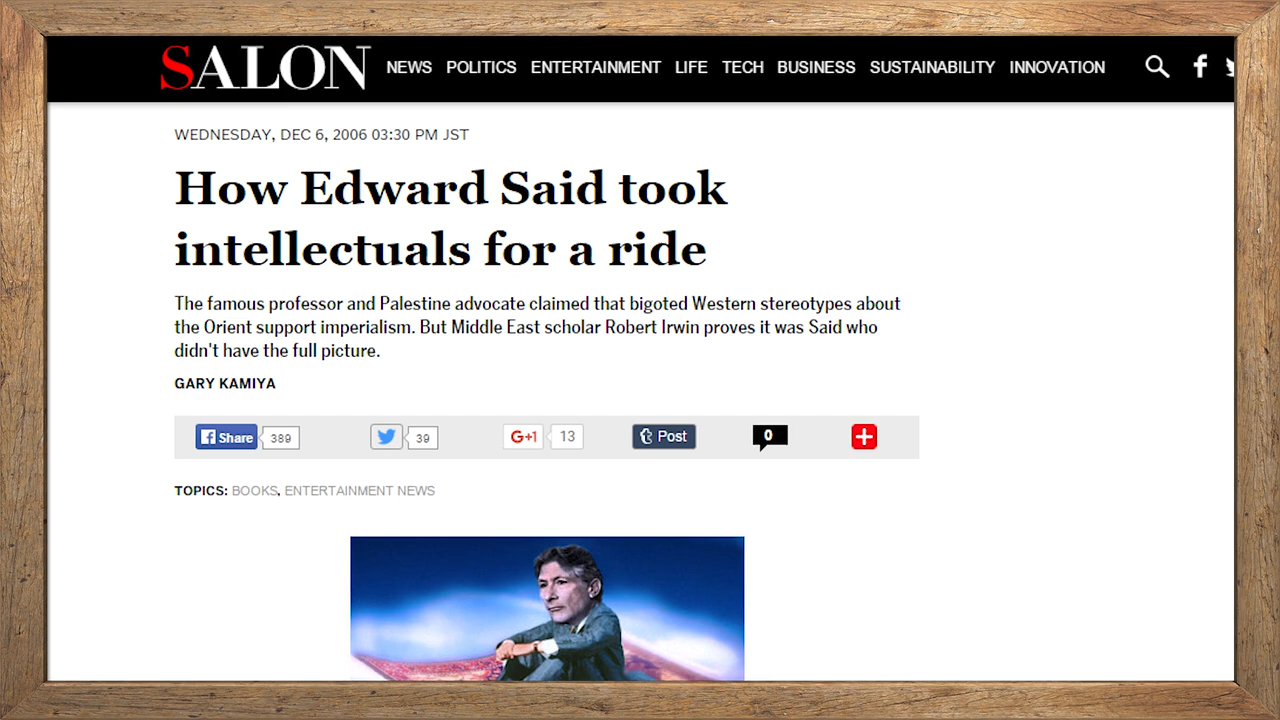 SALON NEWS POLITICS ENTERTAINMENT LIFE TECH BUSINESS SUSTAINABILITY INNOVATION
WEDNESDAY, DEC 6, 2006 03:30 PM JST
How Edward Said took
intellectuals for a ride
The famous professor and Palestine advocate claimed that bigoted Western stereotypes about
the Orient support imperialism. But Middle East scholar Robert Irwin proves it was Said who
didn't have the full picture.
GARY KAMIYA
Share 389 39 G+1 13 Post 0
TOPICS: BOOKS, ENTERTAINMENT NEWS